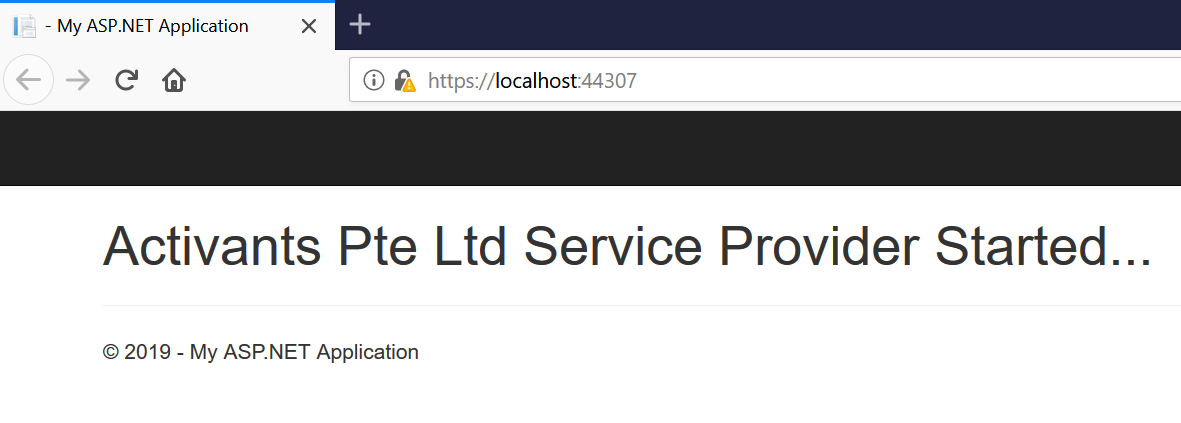 - My ASP.NET Application
https://localhost:44307
Activants Pte Ltd Service Provider Started...
© 2019 - My ASP.NET Application